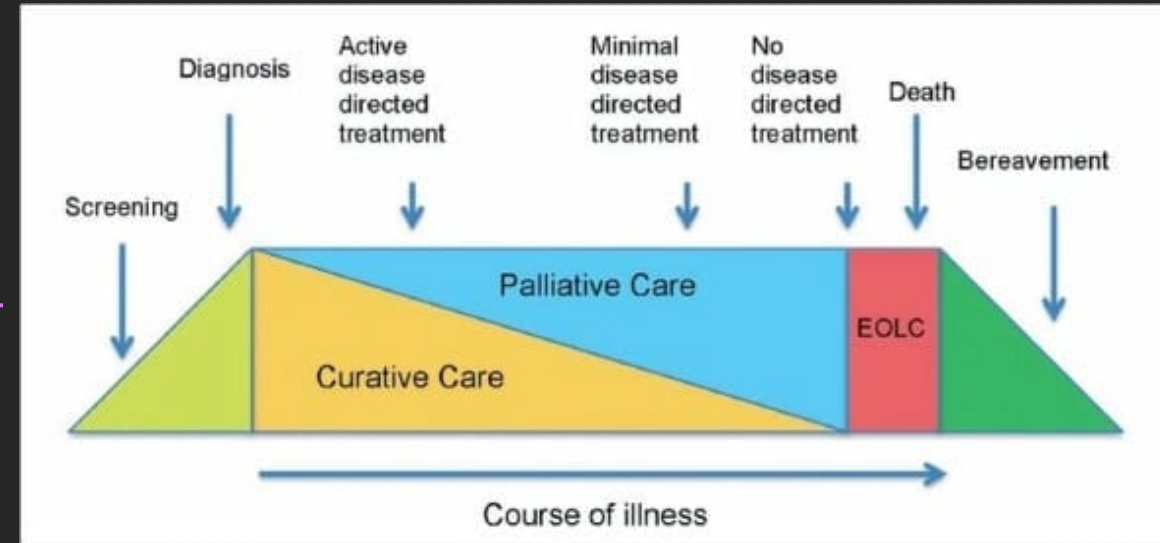 Screening
Diagnosis
Active
disease
directed
treatment
Minimal
disease
directed
treatment
No
disease
directed
treatment
Death
Bereavement
Palliative Care
Curative Care
EOLC
Course of illness